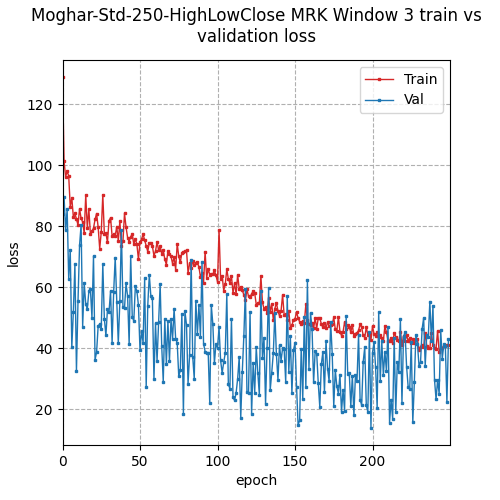 Moghar-Std-250-HighLowClose MRK Window 3 train vs
validation loss
Train
Val
120
100
80
60
40
20
loss
0
50
100
150
200
epoch